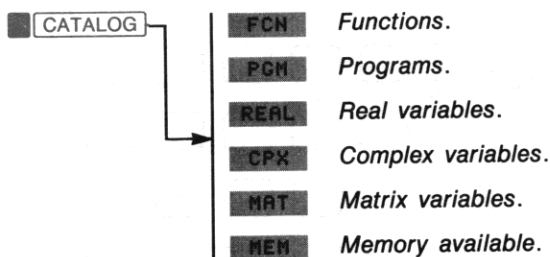 CATALOG
FCN Functions.
PGM Programs.
REAL Real variables.
CPX Complex variables.
MAT Matrix variables.
MEM Memory available.